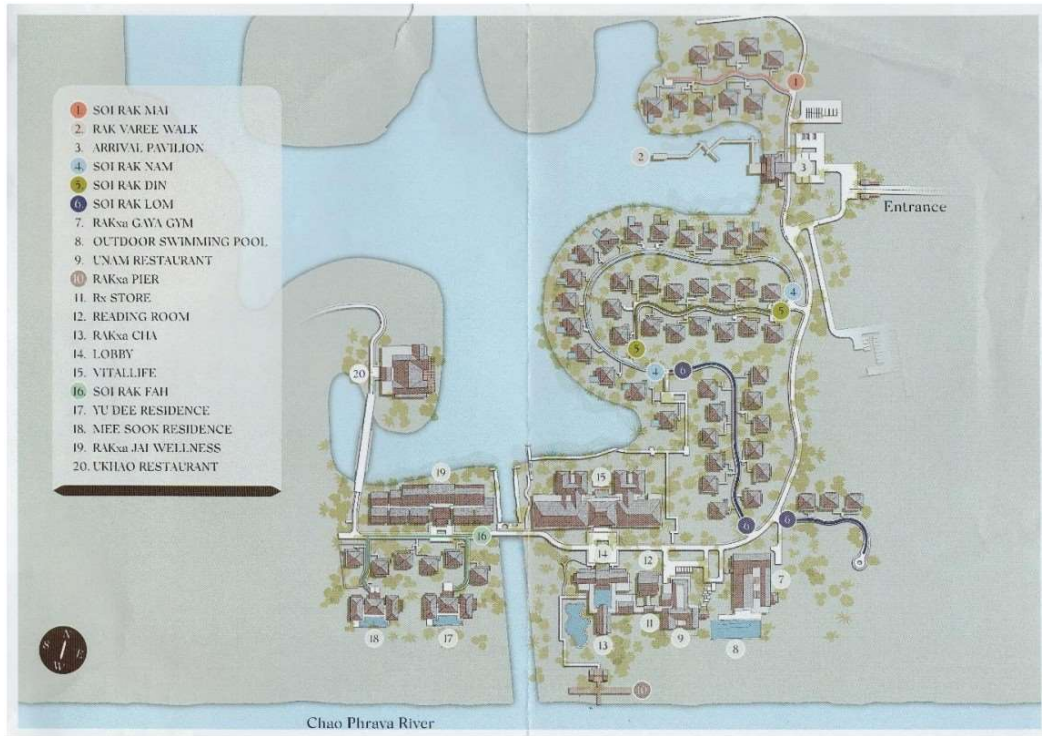 1 SOI RAK MAI
2. RAK VAREE WALK
3. ARRIVAL PAVILION
4 SOI RAK NAM
5. SOI RAK DIN
6. SOI RAK LOM
7. RAKxa GAYA GYM
8. OUTDOOR SWIMMING POOL
9. UNAM RESTAURANT
10 RAKxa PIER
11. Rx STORE
12. READING ROOM
13. RAKxa CHA
14. LOBBY
15. VITALLIFE
16. SOI RAK FAH
17. YU DEE RESIDENCE
18. MEE SOOK RESIDENCE
19. RAKxa JAI WELLNESS
20. UKHAO RESTAURANT
1
2
3
Entrance
4
5
5
4
6
20
19
15
16
6
6
14
12
7
18
17
11
9
13
8
10
N
S
E
W
Chao Phraya River